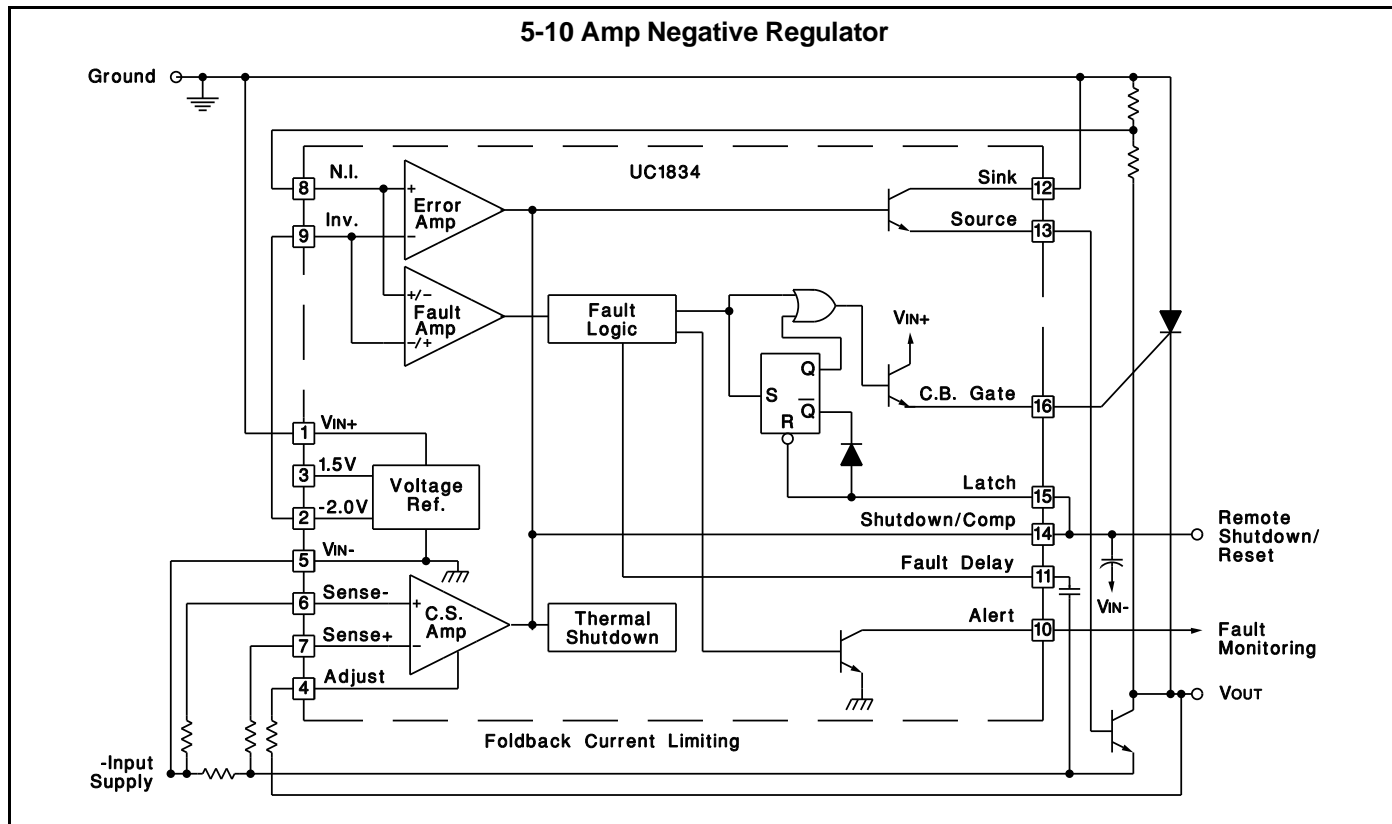 5-10 Amp Negative Regulator
Ground
UC1834
8
N.I.
+
Error
Amp
−
9
Inv.
Sink
12
Source
13
+/−
Fault
Amp
−/+
Fault
Logic
VIN+
S
Q
Q̅
R
C.B. Gate
16
1
VIN+
3
1.5V
2
-2.0V
Voltage
Ref.
Latch
15
Shutdown/Comp
14
Remote
Shutdown/
Reset
5
VIN-
Fault Delay
11
VIN-
6
Sense-
+
C.S.
Amp
−
7
Sense+
4
Adjust
Thermal
Shutdown
Alert
10
Fault
Monitoring
VOUT
Foldback Current Limiting
-Input
Supply